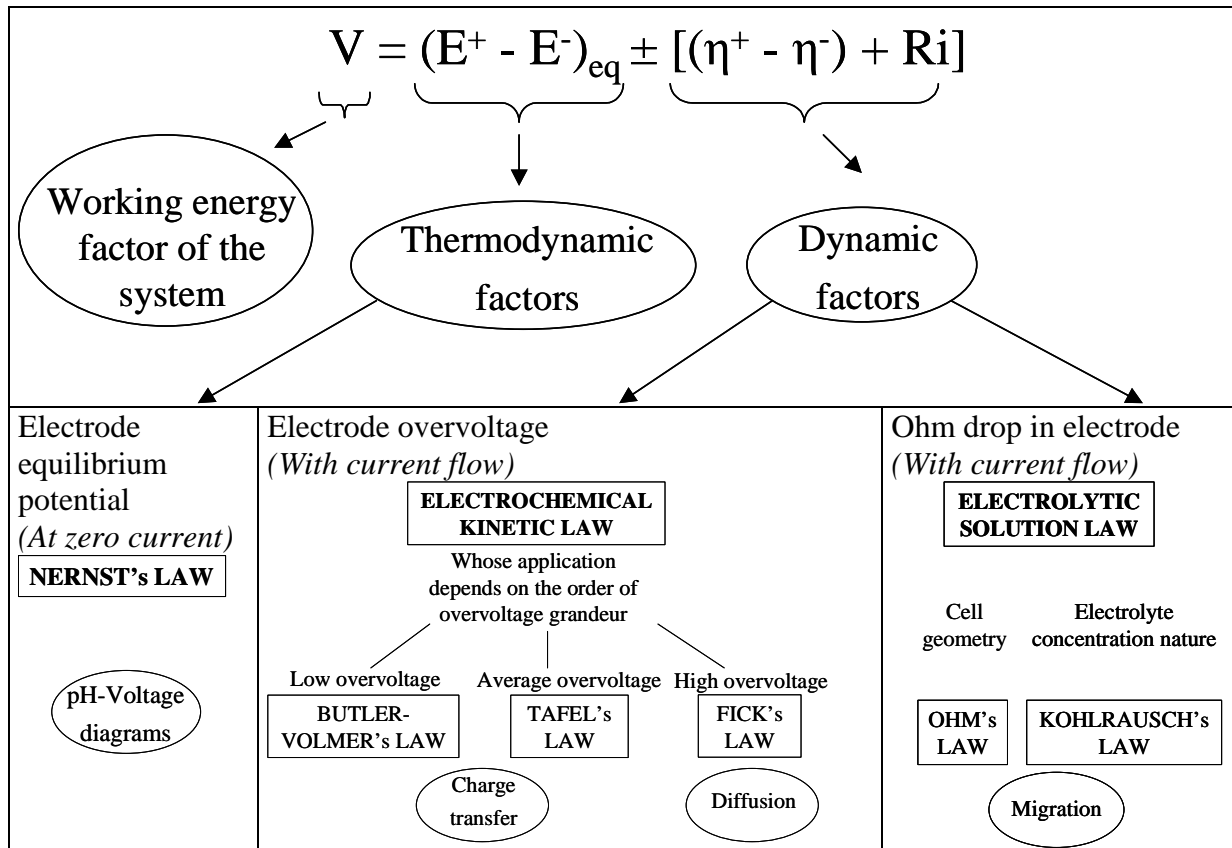 V = (E⁺ - E⁻)eq ± [(η⁺ - η⁻) + Ri]
Working energy
factor of the
system
Thermodynamic
factors
Dynamic
factors
Electrode
equilibrium
potential
(At zero current)
NERNST's LAW
pH-Voltage
diagrams
Electrode overvoltage
(With current flow)
ELECTROCHEMICAL
KINETIC LAW
Whose application
depends on the order of
overvoltage grandeur
Low overvoltage
BUTLER-
VOLMER's LAW
Average overvoltage
TAFEL's
LAW
High overvoltage
FICK's
LAW
Charge
transfer
Diffusion
Ohm drop in electrode
(With current flow)
ELECTROLYTIC
SOLUTION LAW
Cell
geometry
Electrolyte
concentration nature
OHM's
LAW
KOHLRAUSCH's
LAW
Migration